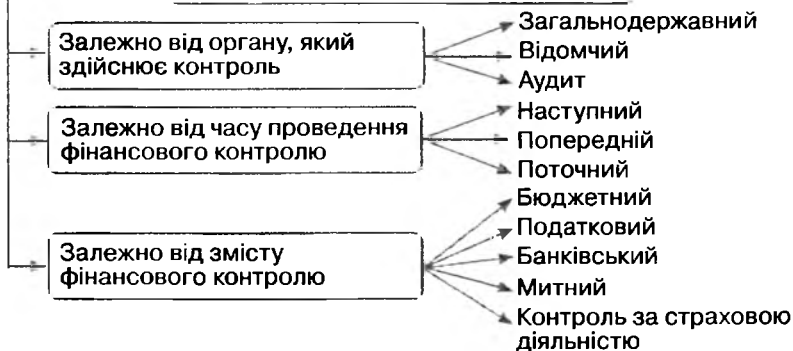 Залежно від органу, який
здійснює контроль
Загальнодержавний
Відомчий
Аудит
Залежно від часу проведення
фінансового контролю
Наступний
Попередній
Поточний
Залежно від змісту
фінансового контролю
Бюджетний
Податковий
Банківський
Митний
Контроль за страховою
діяльністю